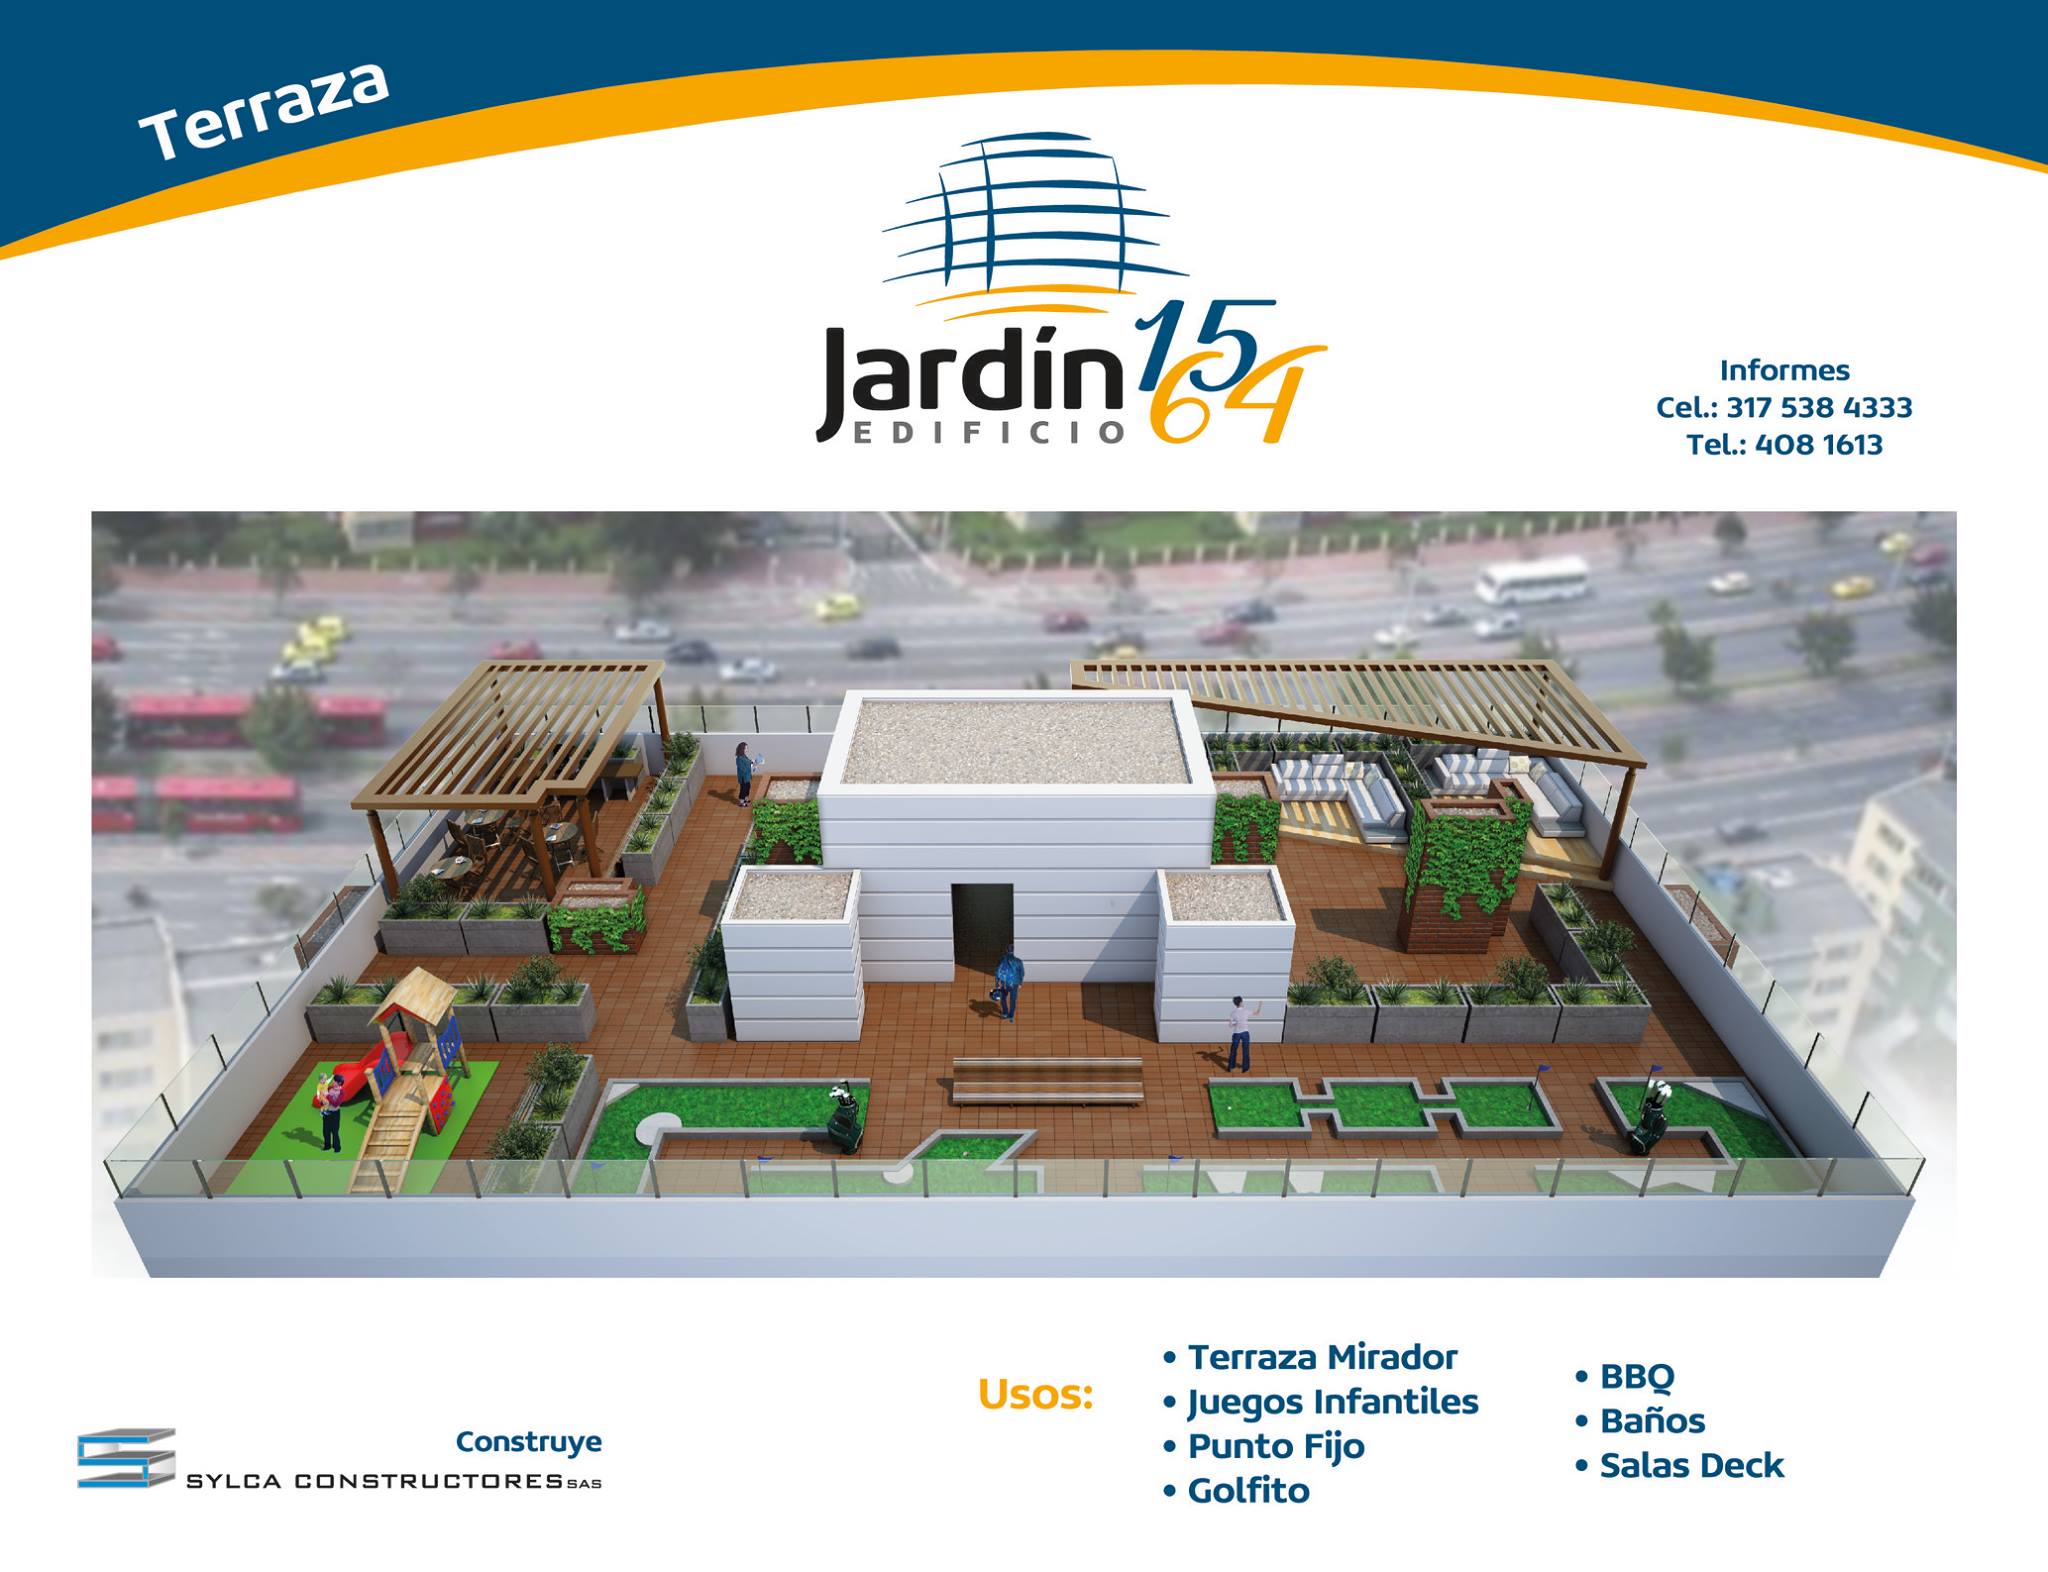 Terraza
Jardín 15
64
EDIFICIO
Informes
Cel.: 317 538 4333
Tel.: 408 1613
Usos:
• Terraza Mirador
• Juegos Infantiles
• Punto Fijo
• Golfito
• BBQ
• Baños
• Salas Deck
Construye
SYLCA CONSTRUCTORES SAS